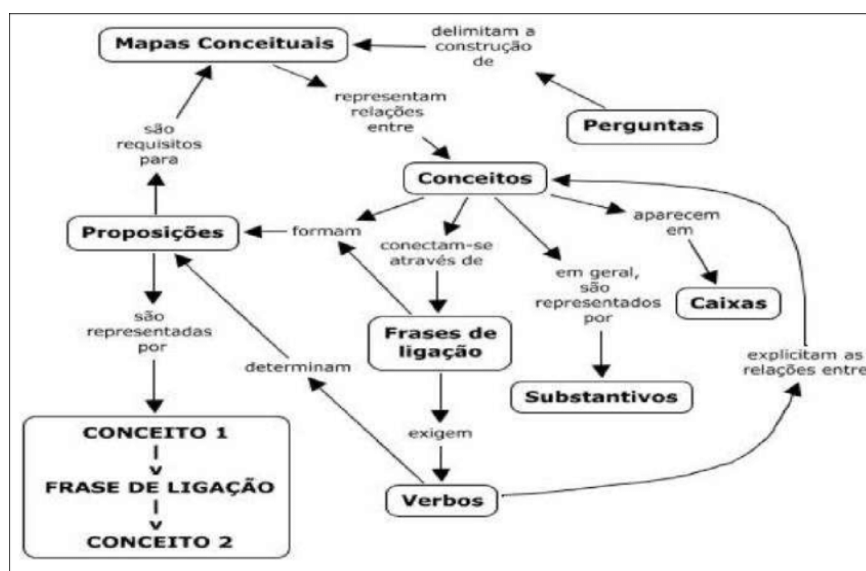 Mapas Conceituais
delimitam a
construção
de
Perguntas
representam
relações
entre
são
requisitos
para
Conceitos
Proposições
formam
conectam-se
através de
em geral,
são
representados
por
aparecem
em
Caixas
são
representadas
por
determinam
Frases de
ligação
explicitam as
relações entre
Substantivos
exigem
Verbos
CONCEITO 1
FRASE DE LIGAÇÃO
CONCEITO 2